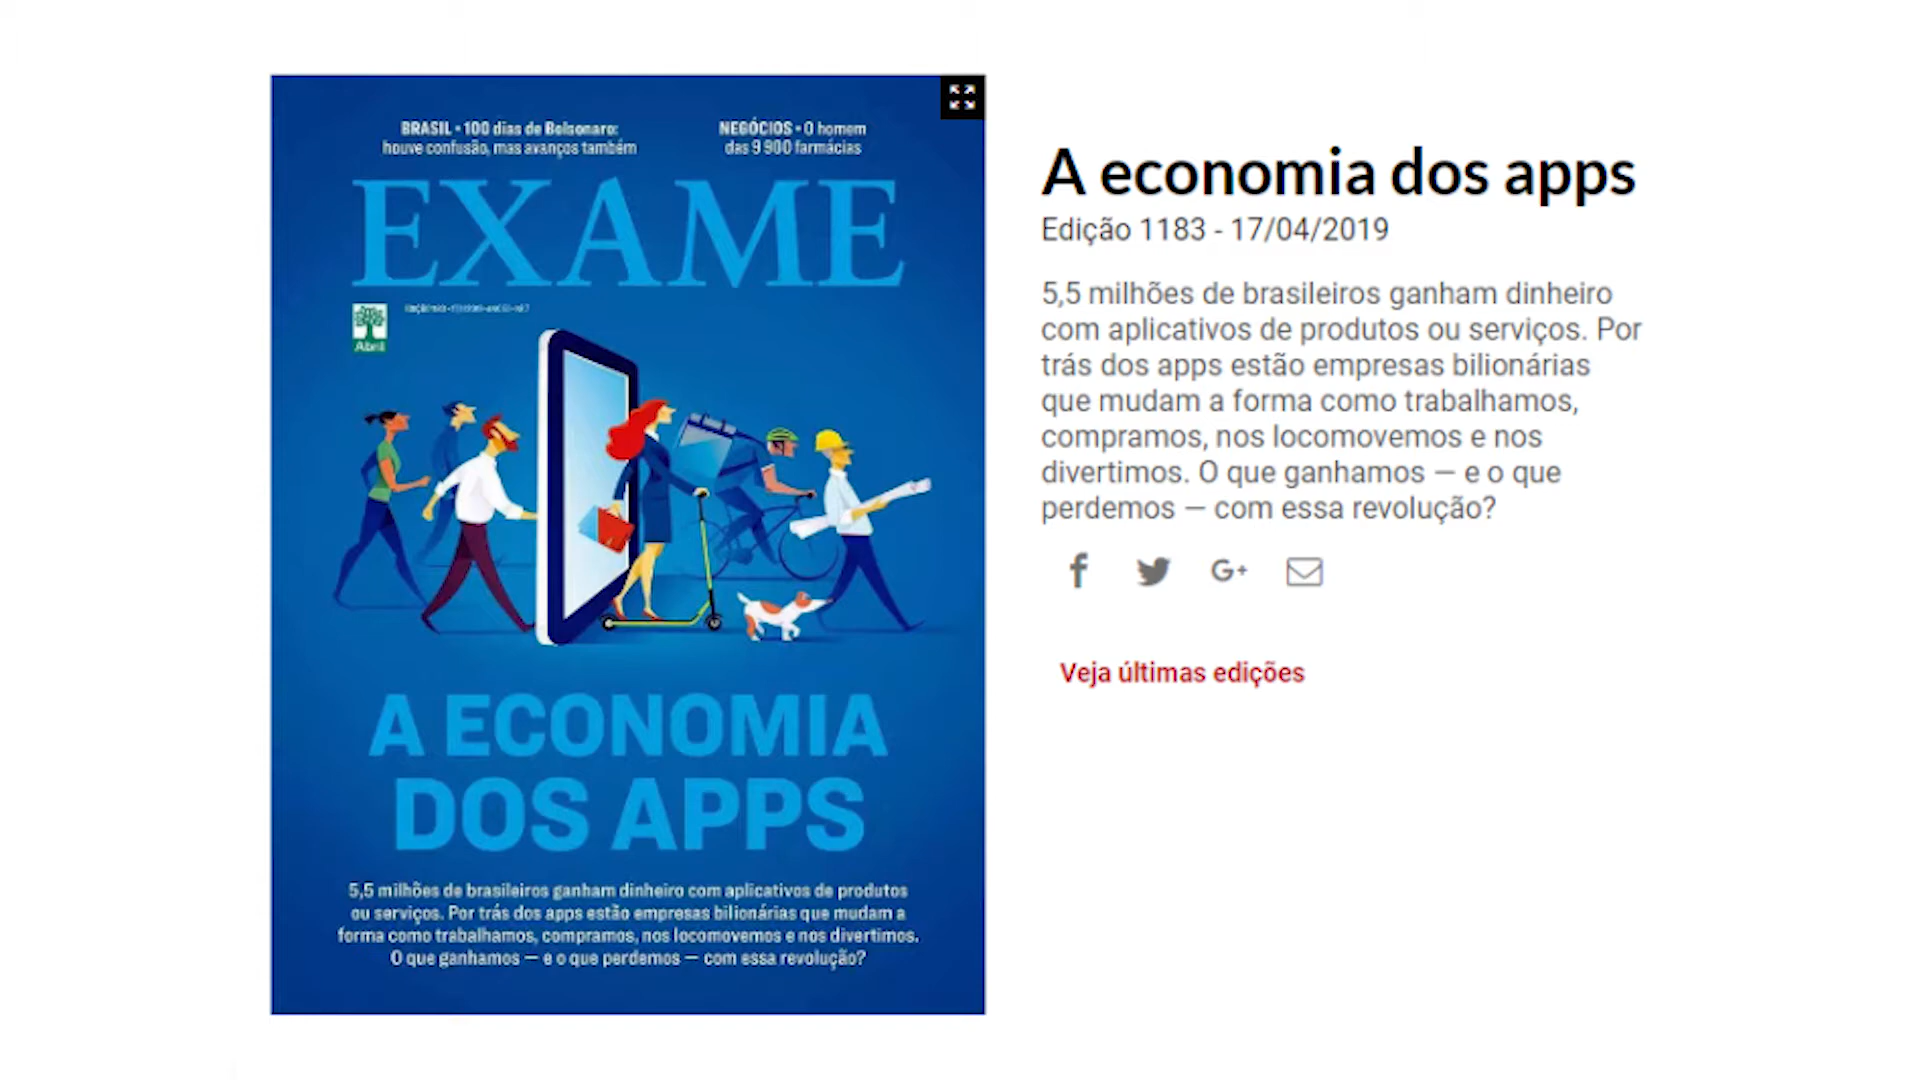 BRASIL • 100 dias de Bolsonaro:
houve confusão, mas avanços também
NEGÓCIOS • O homem
das 9 900 farmácias
EXAME
Abril
A ECONOMIA
DOS APPS
5,5 milhões de brasileiros ganham dinheiro com aplicativos de produtos
ou serviços. Por trás dos apps estão empresas bilionárias que mudam a
forma como trabalhamos, compramos, nos locomovemos e nos divertimos.
O que ganhamos — e o que perdemos — com essa revolução?
A economia dos apps
Edição 1183 - 17/04/2019
5,5 milhões de brasileiros ganham dinheiro
com aplicativos de produtos ou serviços. Por
trás dos apps estão empresas bilionárias
que mudam a forma como trabalhamos,
compramos, nos locomovemos e nos
divertimos. O que ganhamos — e o que
perdemos — com essa revolução?
f
G+
Veja últimas edições